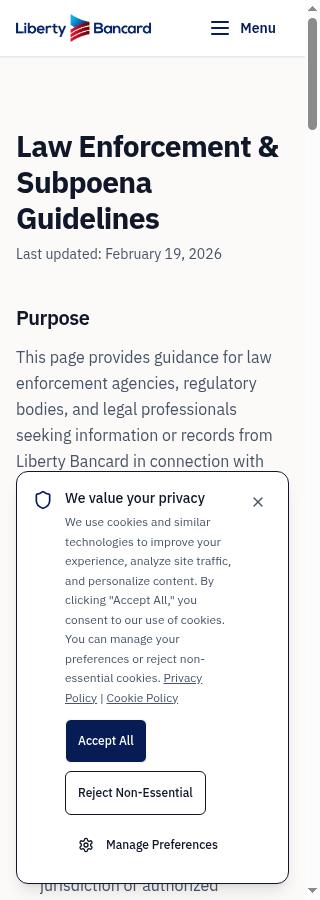 Liberty Bancard
Menu
Law Enforcement &
Subpoena
Guidelines
Last updated: February 19, 2026
Purpose
This page provides guidance for law
enforcement agencies, regulatory
bodies, and legal professionals
seeking information or records from
Liberty Bancard in connection with
We value your privacy
We use cookies and similar
technologies to improve your
experience, analyze site traffic,
and personalize content. By
clicking "Accept All," you
consent to our use of cookies.
You can manage your
preferences or reject non-
essential cookies. Privacy
Policy | Cookie Policy
Accept All
Reject Non-Essential
Manage Preferences
jurisdiction or authorized